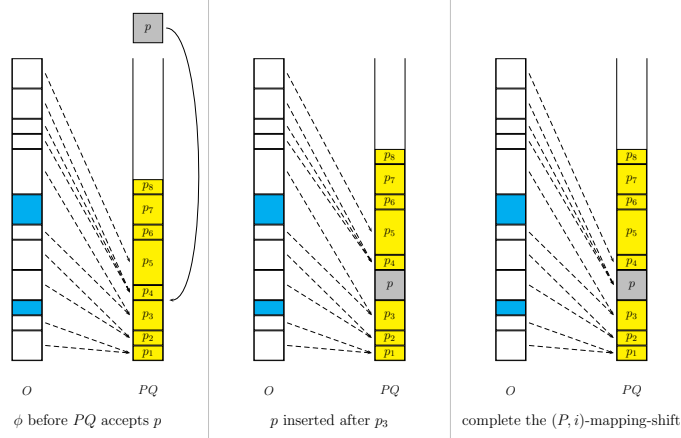 p
p₈
p₇
p₆
p₅
p₄
p₃
p₂
p₁
O PQ
ϕ before PQ accepts p
p₈
p₇
p₆
p₅
p₄
p
p₃
p₂
p₁
O PQ
p inserted after p₃
p₈
p₇
p₆
p₅
p₄
p
p₃
p₂
p₁
O PQ
complete the (P, i)-mapping-shift